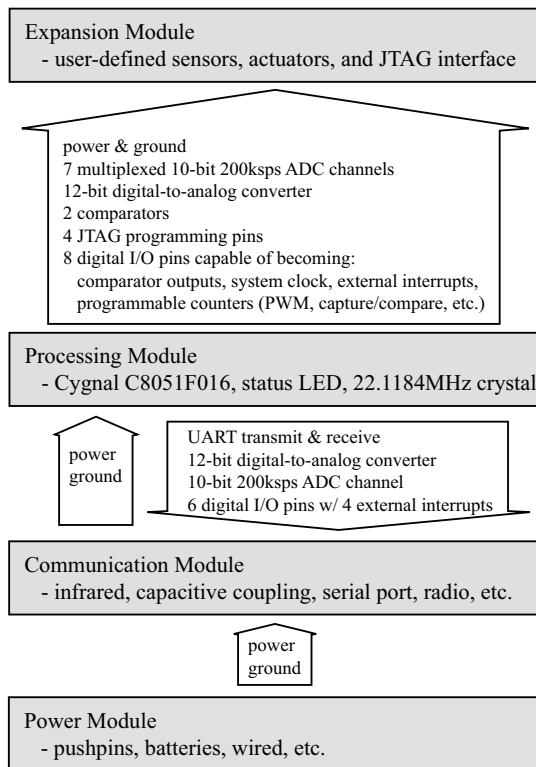 Expansion Module
- user-defined sensors, actuators, and JTAG interface
power & ground
7 multiplexed 10-bit 200ksps ADC channels
12-bit digital-to-analog converter
2 comparators
4 JTAG programming pins
8 digital I/O pins capable of becoming:
comparator outputs, system clock, external interrupts,
programmable counters (PWM, capture/compare, etc.)
Processing Module
- Cygnal C8051F016, status LED, 22.1184MHz crystal
power
ground
UART transmit & receive
12-bit digital-to-analog converter
10-bit 200ksps ADC channel
6 digital I/O pins w/ 4 external interrupts
Communication Module
- infrared, capacitive coupling, serial port, radio, etc.
power
ground
Power Module
- pushpins, batteries, wired, etc.